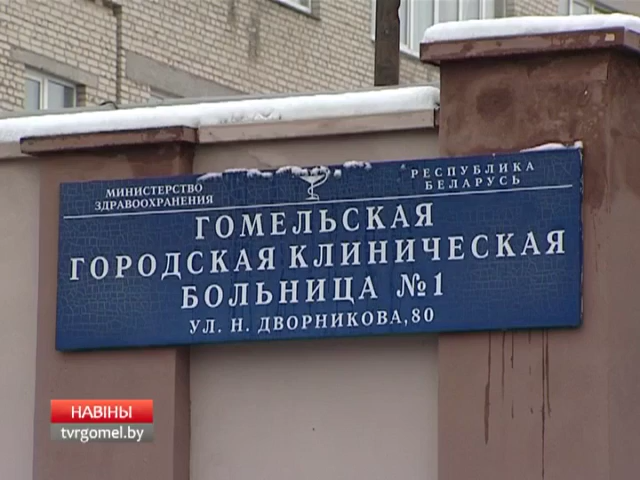 МИНИСТЕРСТВО
ЗДРАВООХРАНЕНИЯ
РЕСПУБЛИКА
БЕЛАРУСЬ
ГОМЕЛЬСКАЯ
ГОРОДСКАЯ КЛИНИЧЕСКАЯ
БОЛЬНИЦА №1
УЛ. Н. ДВОРНИКОВА, 80
НАВІНЫ
tvrgomel.by